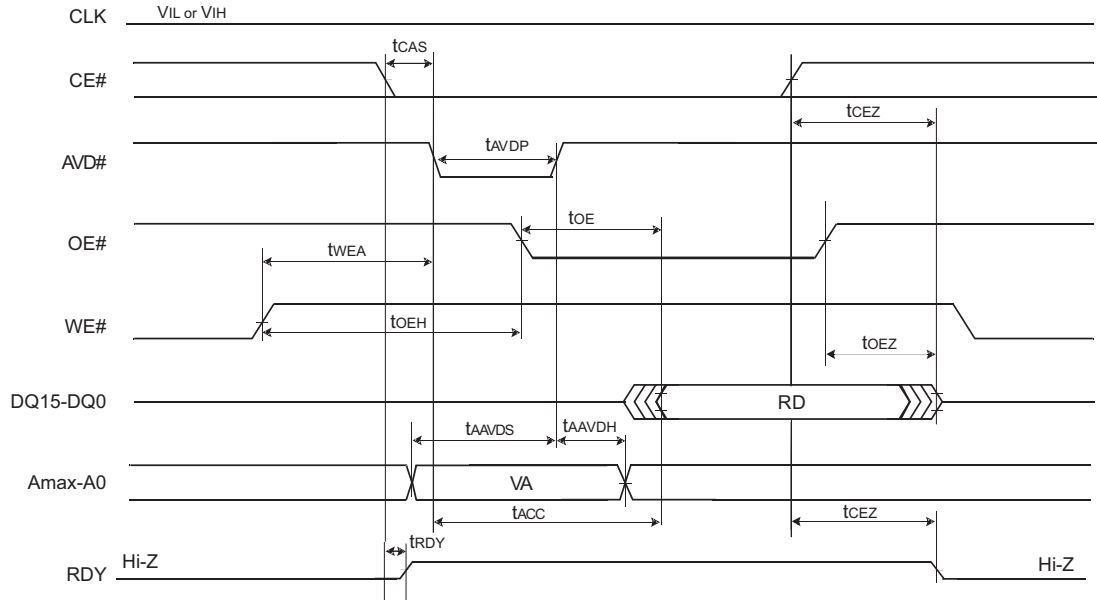 CLK VIL or VIH
tCAS
CE#
tCEZ
tAVDP
AVD#
tOE
OE#
tWEA
WE#
tOEH
tOEZ
DQ15-DQ0 RD
tAAVDS tAAVDH
Amax-A0 VA
tACC tCEZ
tRDY
Hi-Z Hi-Z
RDY